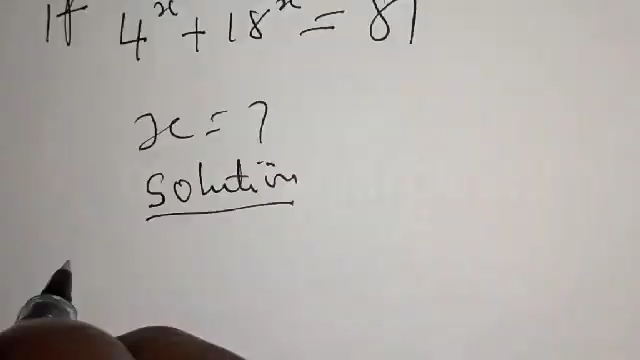 If 4^x + 18^x = 81
x = ?
Solution